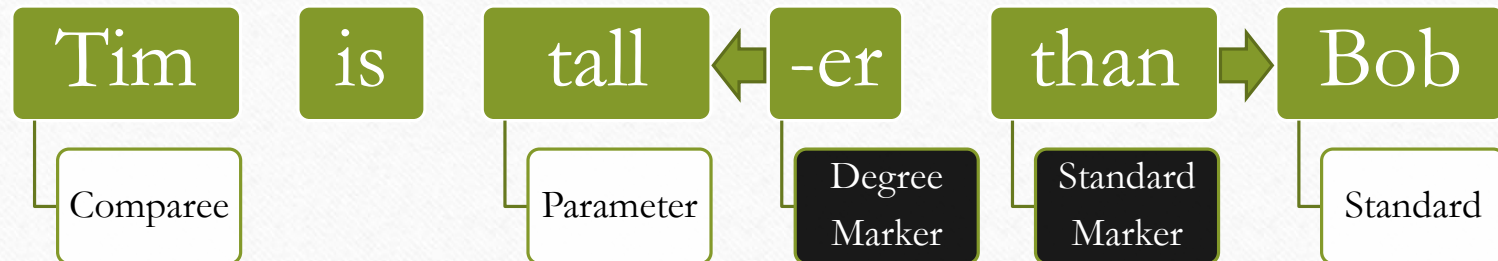 Tim is tall -er than Bob
Comparee
Parameter
Degree
Marker
Standard
Marker
Standard